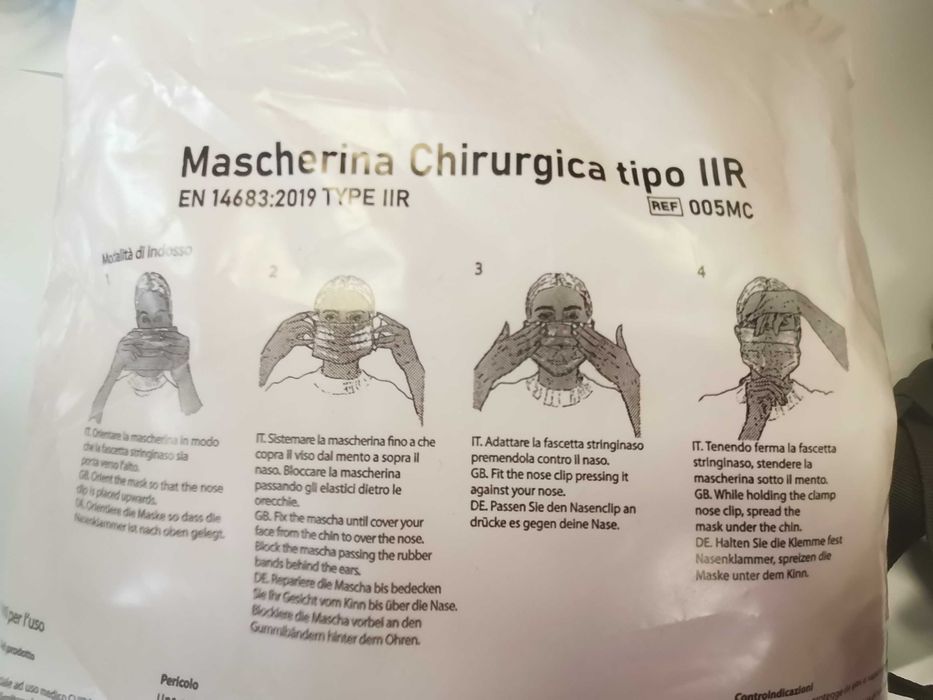 Mascherina Chirurgica tipo IIR
EN 14683:2019 TYPE IIR
REF 005MC
Modalità di Indosso
1
IT. Orientare la mascherina in modo
che la fascetta stringinaso sia
porta verso l'alto.
GB. Orient the mask so that the nose
clip is placed upwards.
DE. Orientiere die Maske so dass die
Nasenklammer ist nach oben gelegt.
2
IT. Sistemare la mascherina fino a che
copra il viso dal mento a sopra il
naso. Bloccare la mascherina
passando gli elastici dietro le
orecchie.
GB. Fix the mascha until cover your
face from the chin to over the nose.
Block the mascha passing the rubber
bands behind the ears.
DE. Repariere die Mascha bis bedecken
Sie Ihr Gesicht vom Kinn bis über die Nase.
Blockiere die Mascha vorbel an den
Gummibändern hinter dem Ohren.
3
IT. Adattare la fascetta stringinaso
premendola contro il naso.
GB. Fit the nose clip pressing it
against your nose.
DE. Passen Sie den Nasenclip an
drücke es gegen deine Nase.
4
IT. Tenendo ferma la fascetta
stringinaso, stendere la
mascherina sotto il mento.
GB. While holding the clamp
nose clip, spread the
mask under the chin.
DE. Halten Sie die Klemme fest
Nasenklammer, spreizen die
Maske unter dem Kinn.
per l'uso
prodotto
ad uso medico
Pericolo
Controindicazioni